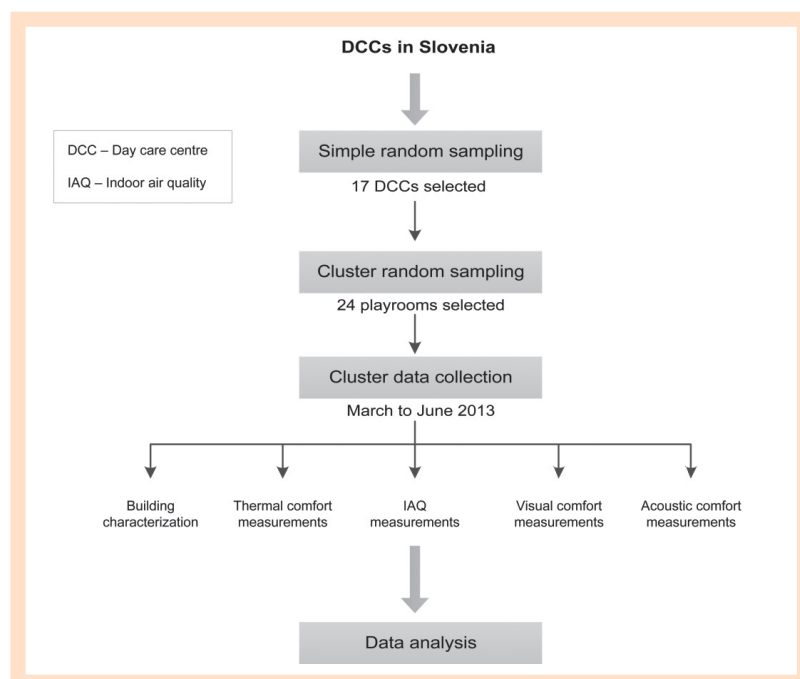 DCCs in Slovenia
DCC – Day care centre
IAQ – Indoor air quality
Simple random sampling
17 DCCs selected
Cluster random sampling
24 playrooms selected
Cluster data collection
March to June 2013
Building
characterization
Thermal comfort
measurements
IAQ
measurements
Visual comfort
measurements
Acoustic comfort
measurements
Data analysis